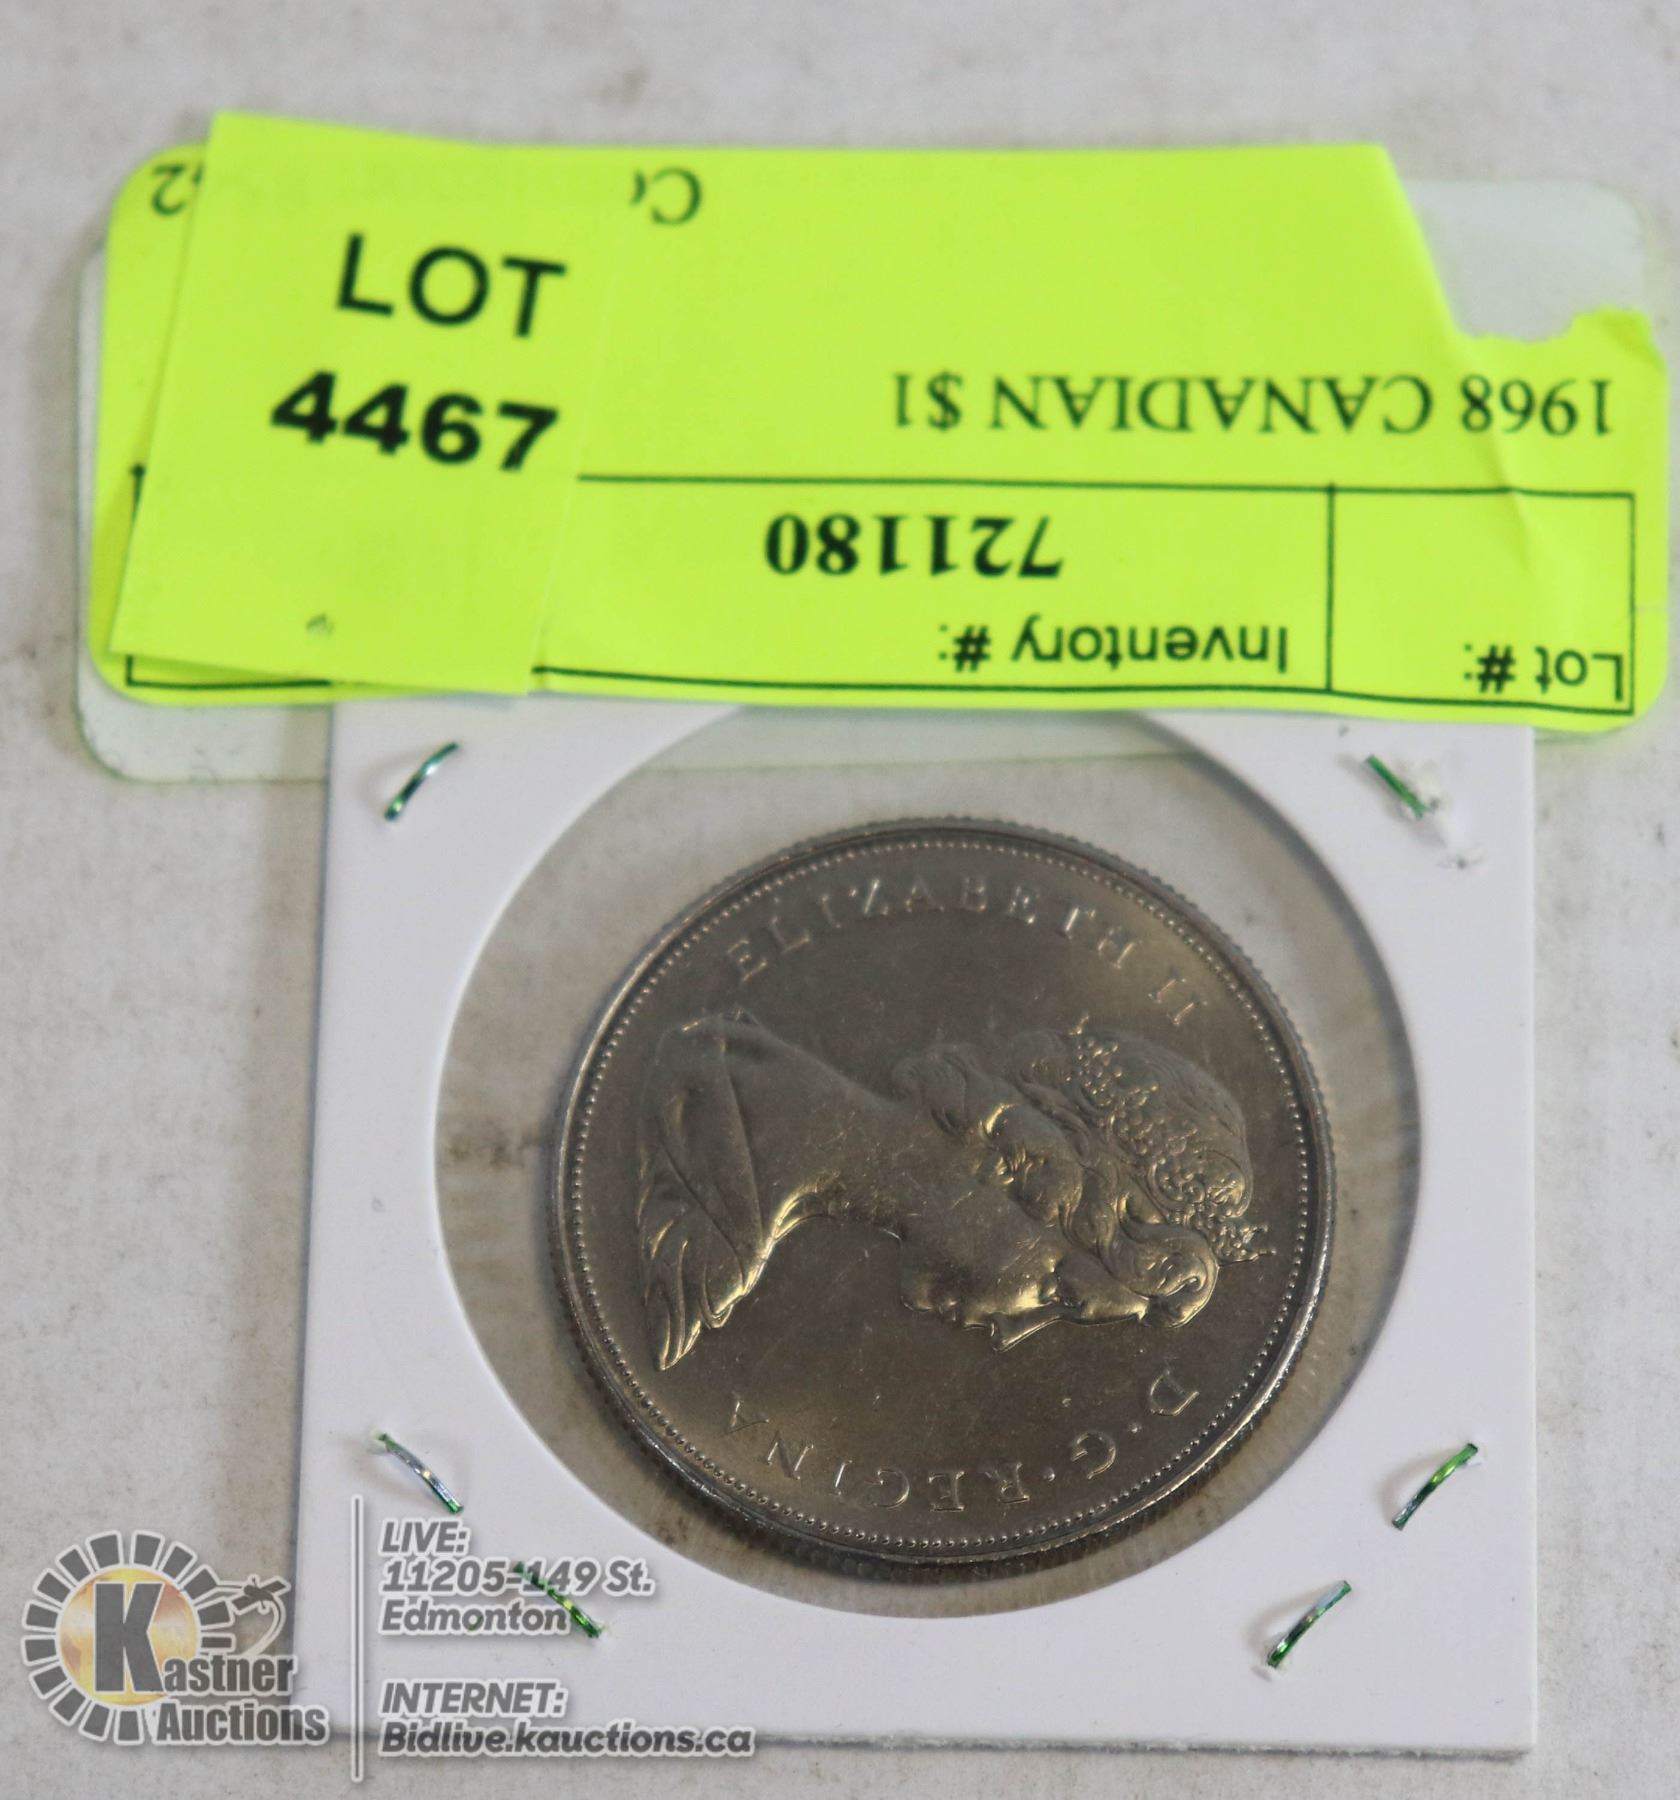 LOT
4467
1968 CANADIAN $1
Lot #:
Inventory #:
721180
ELIZABETH II D·G·REGINA
Kastner
Auctions
LIVE:
11205-149 St.
Edmonton
INTERNET:
Bidlive.kauctions.ca